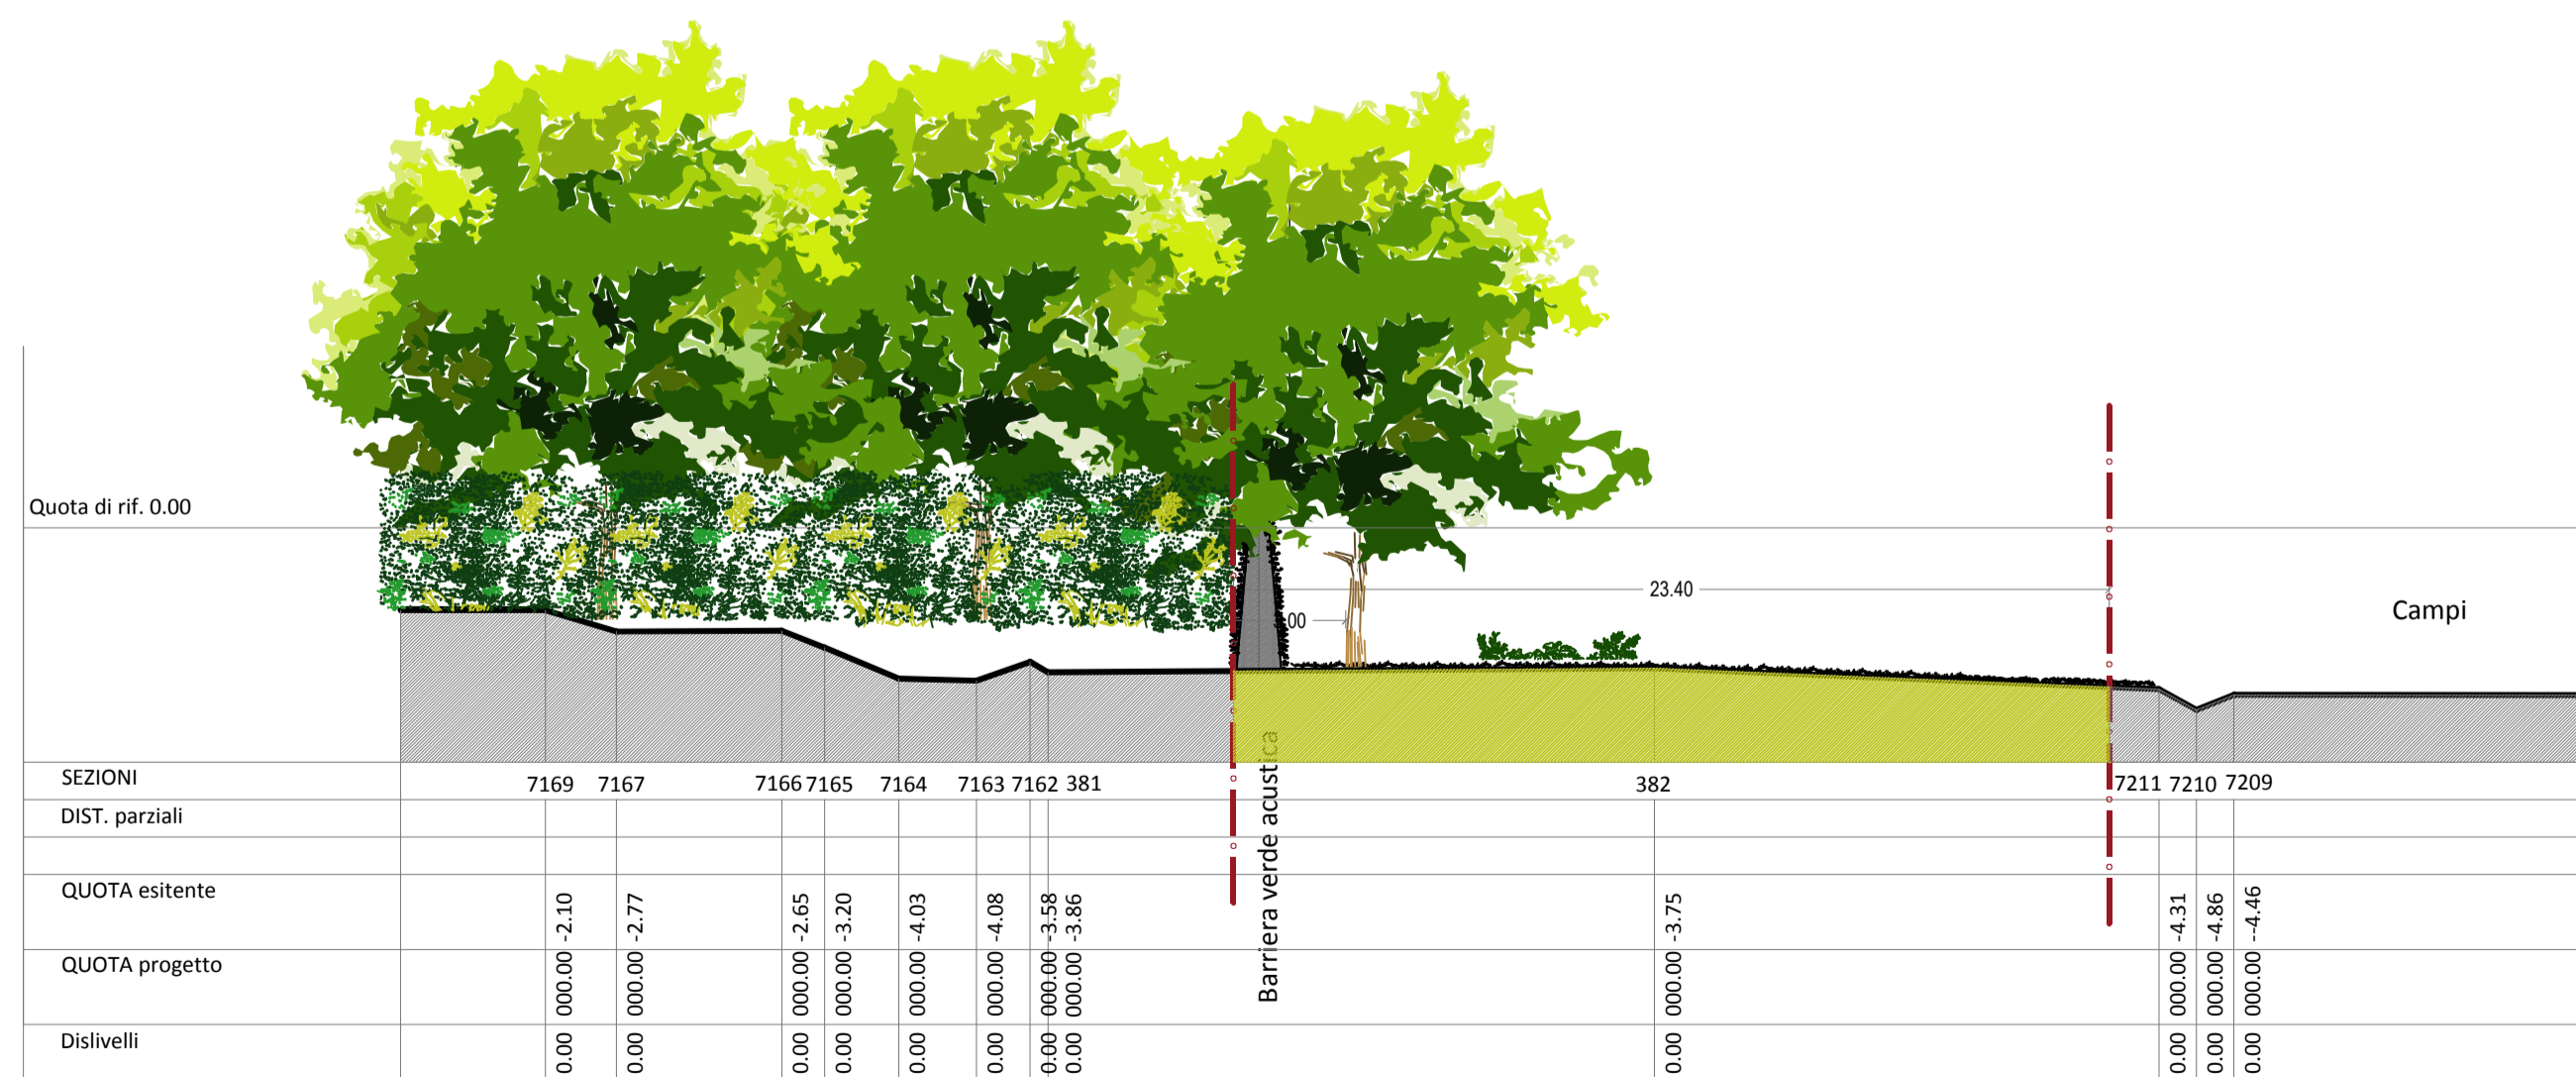 Quota di rif. 0.00
23.40
.00
Campi
Barriera verde acustica
SEZIONI 7169 7167 7166 7165 7164 7163 7162 381 382 7211 7210 7209
DIST. parziali
QUOTA esitente -2.10 -2.77 -2.65 -3.20 -4.03 -4.08 -3.58 -3.86 -3.75 -4.31 -4.86 --4.46
QUOTA progetto 000.00 000.00 000.00 000.00 000.00 000.00 000.00 000.00 000.00 000.00 000.00 000.00
Dislivelli 0.00 0.00 0.00 0.00 0.00 0.00 0.00 0.00 0.00 0.00 0.00 0.00